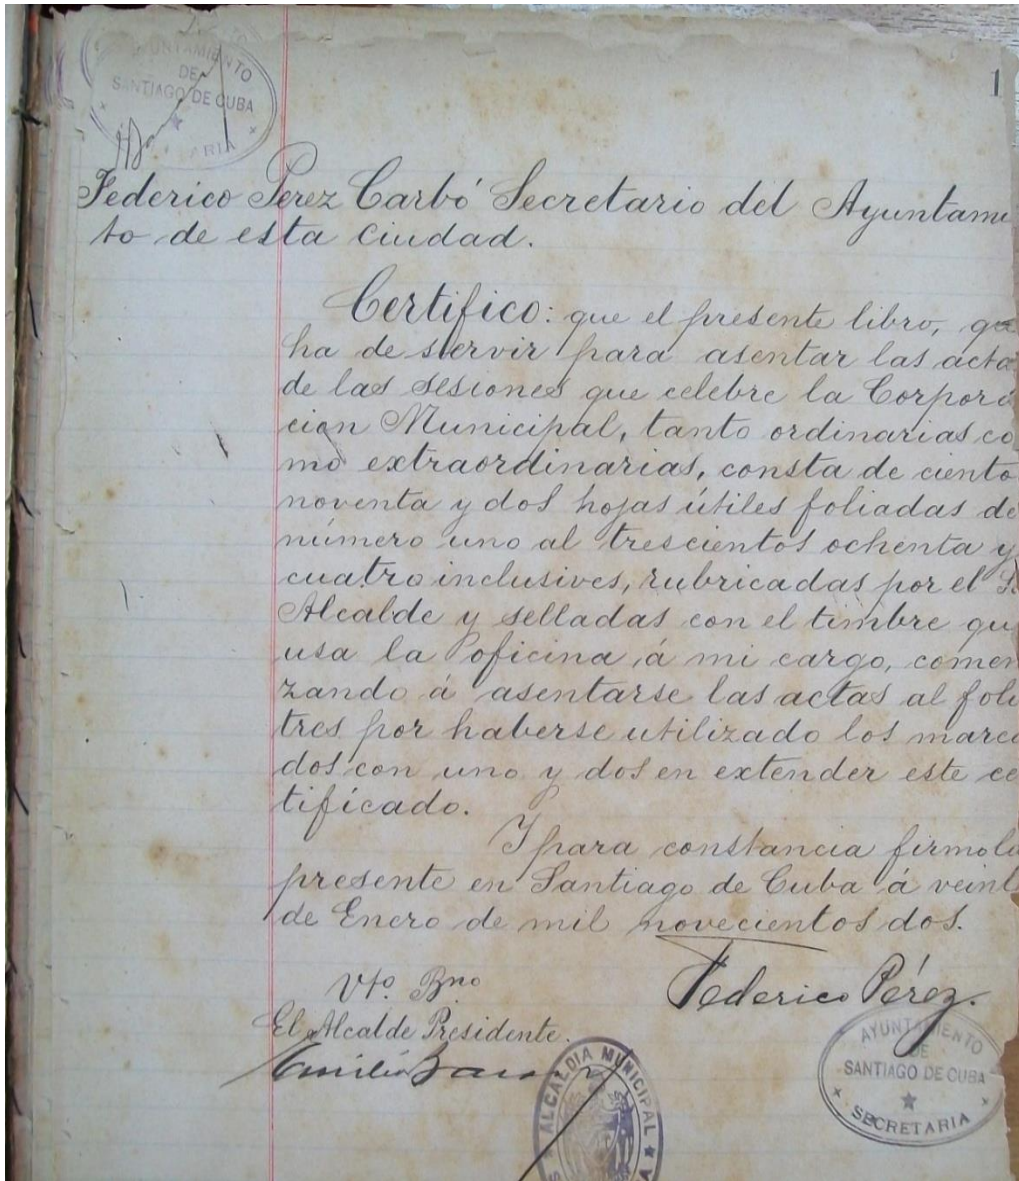 AYUNTAMIENTO
DE
SANTIAGO DE CUBA
1
Federico Perez Carbó Secretario del Ayuntami
to de esta Ciudad.
Certifico: que el presente libro, que
ha de servir para asentar las acta
de las sesiones que celebre la Corpora
cion Municipal, tanto ordinarias co
mo extraordinarias, consta de ciento
noventa y dos hojas útiles foliadas de
número uno al trescientos ochenta y
cuatro inclusives, rubricadas por el S.
Alcalde y selladas con el timbre qu
usa la oficina á mi cargo, comen
zando á asentarse las actas al foli
tres por haberse utilizado los marca
dos con uno y dos en extender este ce
tificado.
Y para constancia firmo la
presente en Santiago de Cuba á veint
de Enero de mil novecientos dos.
Vto. Bno
Federico Pérez.
El Alcalde Presidente.
Emilio Bacardí
AYUNTAMIENTO
DE
SANTIAGO DE CUBA
SECRETARIA
ALCALDIA MUNICIPAL